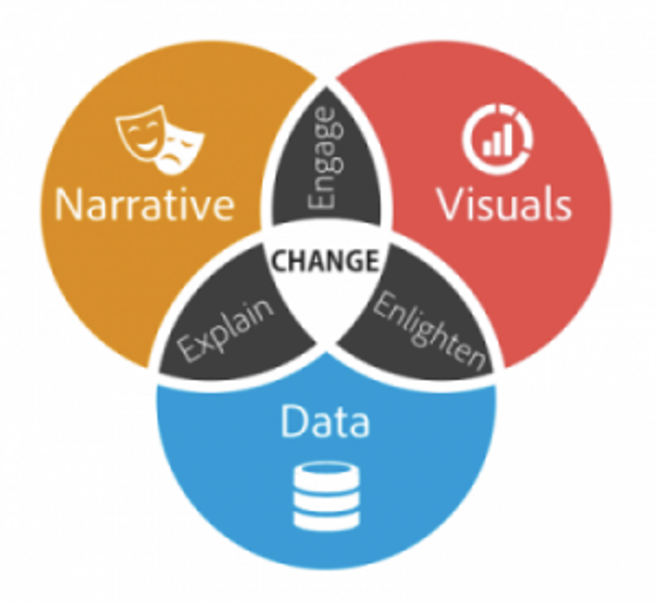 Engage
Narrative
Visuals
CHANGE
Explain
Enlighten
Data